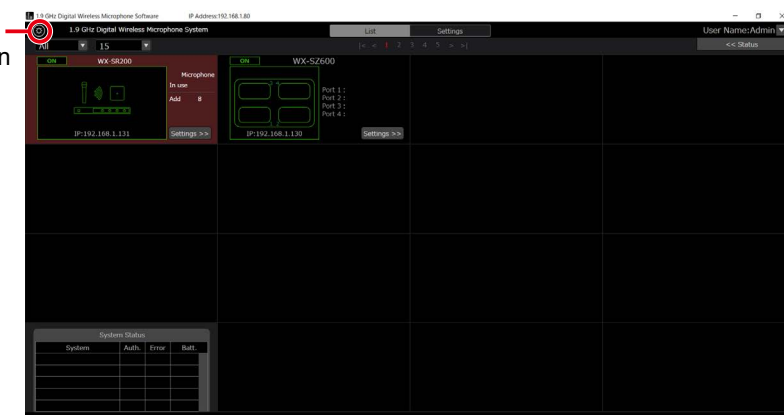 1.9 GHz Digital Wireless Microphone Software IP Address:192.168.1.80
1.9 GHz Digital Wireless Microphone System List Settings User Name:Admin
n
All 15 |< < 1 2 3 4 5 > >| << Status
ON WX-SR200
Microphone
In use
Add 8
IP:192.168.1.131 Settings >>
ON WX-SZ600
Port 1 :
Port 2 :
Port 3 :
Port 4 :
IP:192.168.1.130 Settings >>
System Status
System Auth. Error Batt.